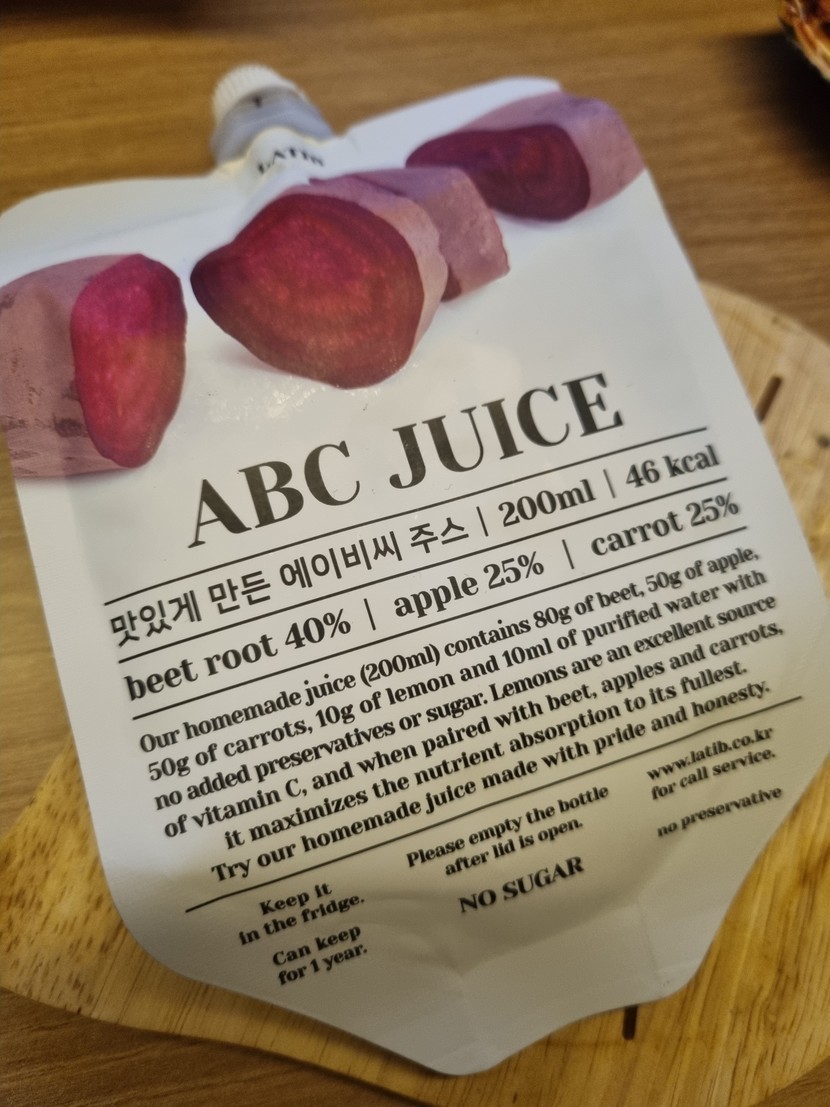 LATIB
ABC JUICE
맛있게 만든 에이비씨 주스 | 200ml | 46 kcal
beet root 40% | apple 25% | carrot 25%
Our homemade juice (200ml) contains 80g of beet, 50g of apple,
50g of carrots, 10g of lemon and 10ml of purified water with
no added preservatives or sugar. Lemons are an excellent source
of vitamin C, and when paired with beet, apples and carrots,
it maximizes the nutrient absorption to its fullest.
Try our homemade juice made with pride and honesty.
Keep it
in the fridge.
Can keep
for 1 year.
Please empty the bottle
after lid is open.
NO SUGAR
www.latib.co.kr
for call service.
no preservative